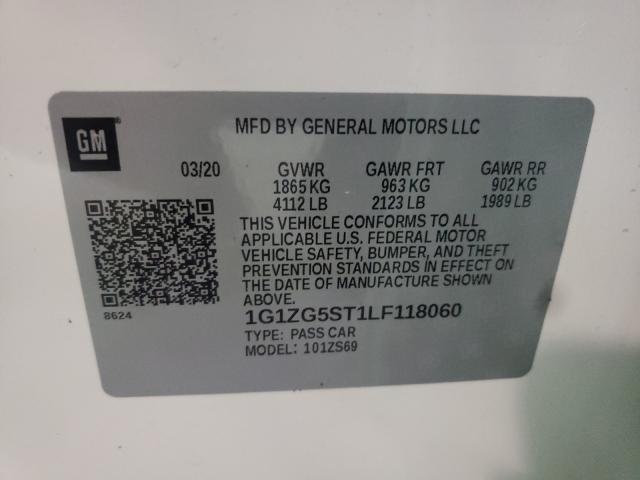 GM
MFD BY GENERAL MOTORS LLC
03/20 GVWR GAWR FRT GAWR RR
1865 KG 963 KG 902 KG
4112 LB 2123 LB 1989 LB
THIS VEHICLE CONFORMS TO ALL
APPLICABLE U.S. FEDERAL MOTOR
VEHICLE SAFETY, BUMPER, AND THEFT
PREVENTION STANDARDS IN EFFECT ON
THE DATE OF MANUFACTURE SHOWN
ABOVE.
8624
1G1ZG5ST1LF118060
TYPE: PASS CAR
MODEL: 101ZS69